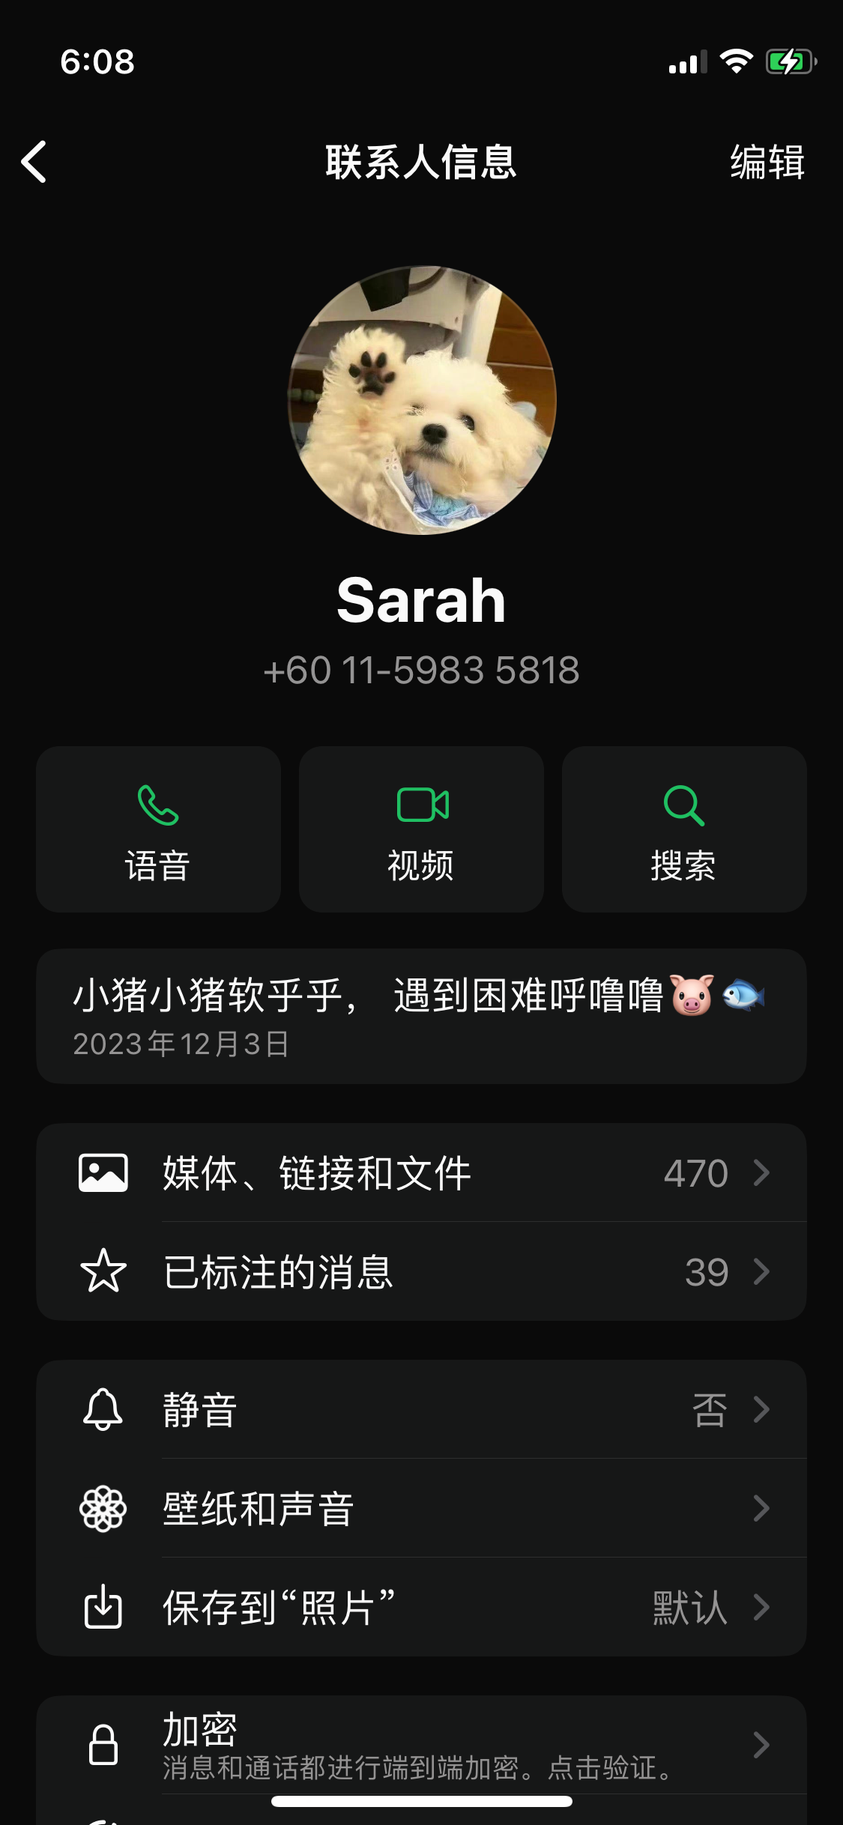 6:08
联系人信息
编辑
Sarah
+60 11-5983 5818
语音
视频
搜索
小猪小猪软乎乎， 遇到困难呼噜噜🐷🐟
2023年12月3日
媒体、链接和文件 470
已标注的消息 39
静音 否
壁纸和声音
保存到“照片” 默认
加密
消息和通话都进行端到端加密。点击验证。